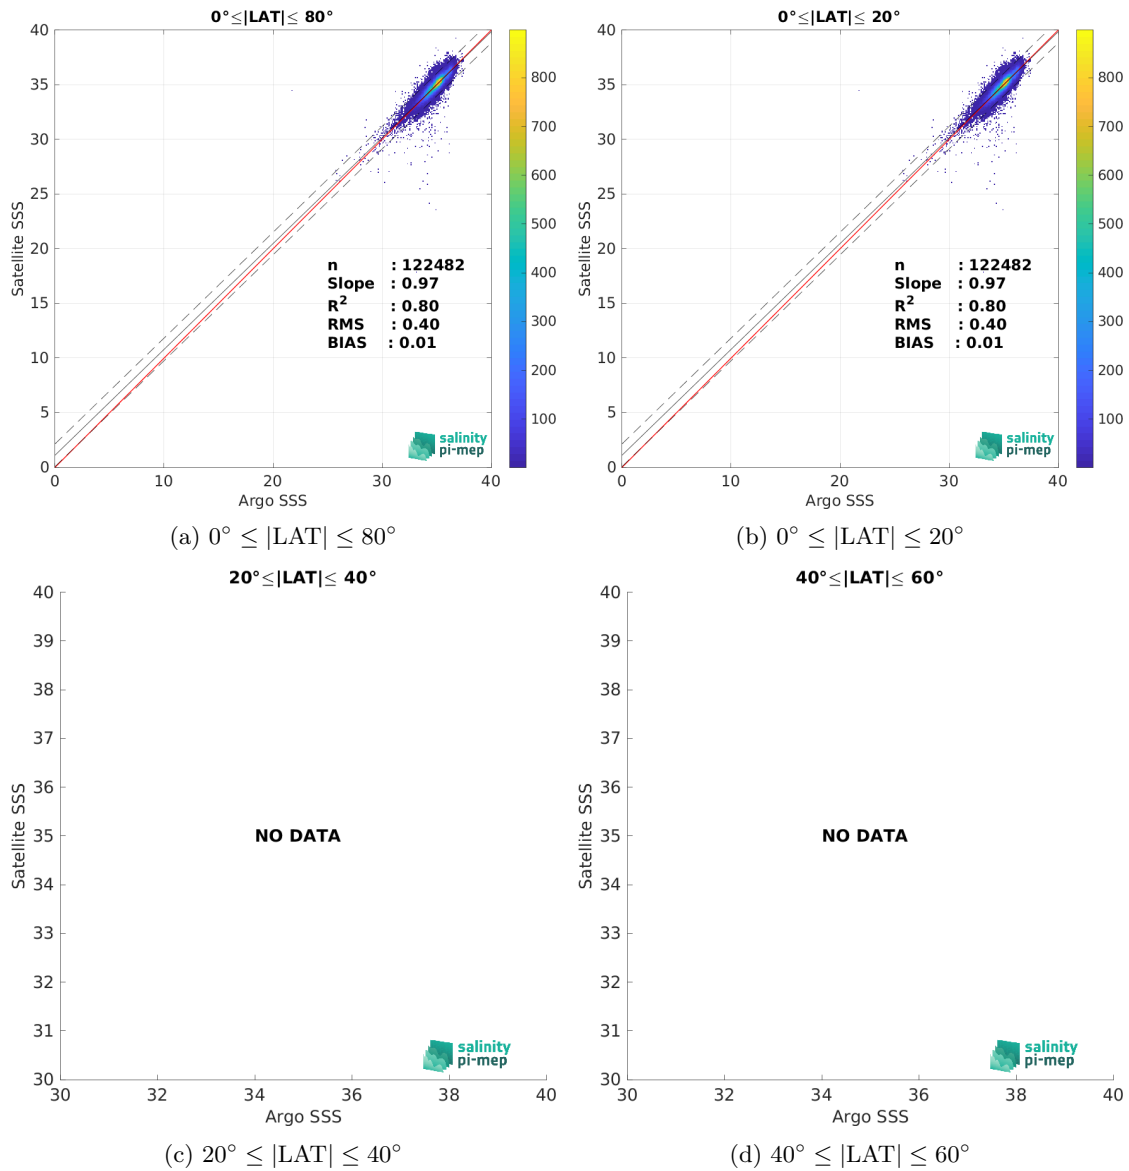 0°≤|LAT|≤ 80°
40
35
30
25
20
15
10
5
0
Satellite SSS
n : 122482
Slope : 0.97
R² : 0.80
RMS : 0.40
BIAS : 0.01
salinity
pi-mep
0 10 20 30 40
Argo SSS
800
700
600
500
400
300
200
100
(a) 0° ≤ |LAT| ≤ 80°
0°≤|LAT|≤ 20°
40
35
30
25
20
15
10
5
0
Satellite SSS
n : 122482
Slope : 0.97
R² : 0.80
RMS : 0.40
BIAS : 0.01
salinity
pi-mep
0 10 20 30 40
Argo SSS
800
700
600
500
400
300
200
100
(b) 0° ≤ |LAT| ≤ 20°
20°≤|LAT|≤ 40°
40
39
38
37
36
35
34
33
32
31
30
Satellite SSS
NO DATA
salinity
pi-mep
30 32 34 36 38 40
Argo SSS
(c) 20° ≤ |LAT| ≤ 40°
40°≤|LAT|≤ 60°
40
39
38
37
36
35
34
33
32
31
30
Satellite SSS
NO DATA
salinity
pi-mep
30 32 34 36 38 40
Argo SSS
(d) 40° ≤ |LAT| ≤ 60°